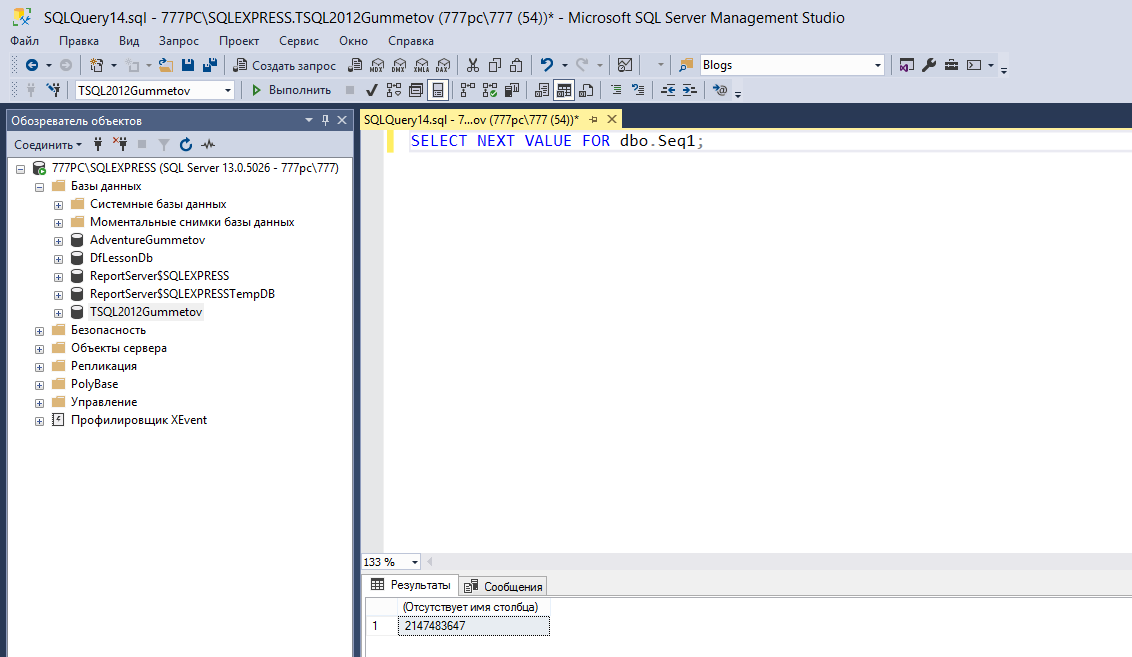 SQLQuery14.sql - 777PC\SQLEXPRESS.TSQL2012Gummetov (777pc\777 (54))* - Microsoft SQL Server Management Studio
Файл Правка Вид Запрос Проект Сервис Окно Справка
Создать запрос MDX DMX XMLA DAX Blogs
TSQL2012Gummetov Выполнить
Обозреватель объектов
Соединить
777PC\SQLEXPRESS (SQL Server 13.0.5026 - 777pc\777)
Базы данных
Системные базы данных
Моментальные снимки базы данных
AdventureGummetov
DfLessonDb
ReportServer$SQLEXPRESS
ReportServer$SQLEXPRESSTempDB
TSQL2012Gummetov
Безопасность
Объекты сервера
Репликация
PolyBase
Управление
Профилировщик XEvent
SQLQuery14.sql - 7...ov (777pc\777 (54))*
SELECT NEXT VALUE FOR dbo.Seq1;
133 %
Результаты Сообщения
(Отсутствует имя столбца)
1 2147483647